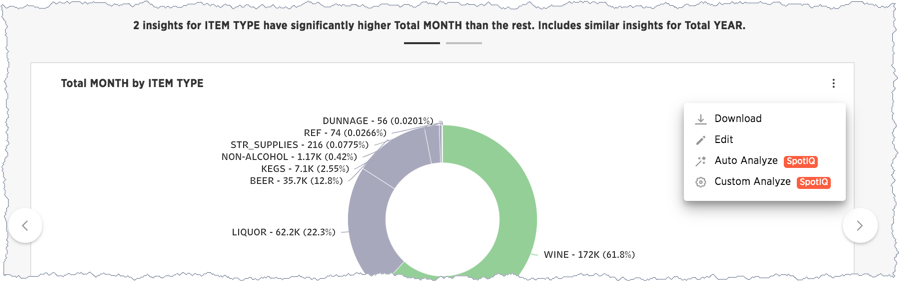 2 insights for ITEM TYPE have significantly higher Total MONTH than the rest. Includes similar insights for Total YEAR.
Total MONTH by ITEM TYPE
DUNNAGE - 56 (0.0201%)
REF - 74 (0.0266%)
STR_SUPPLIES - 216 (0.0775%)
NON-ALCOHOL - 1.17K (0.42%)
KEGS - 7.1K (2.55%)
BEER - 35.7K (12.8%)
LIQUOR - 62.2K (22.3%)
WINE - 172K (61.8%)
Download
Edit
Auto Analyze SpotIQ
Custom Analyze SpotIQ